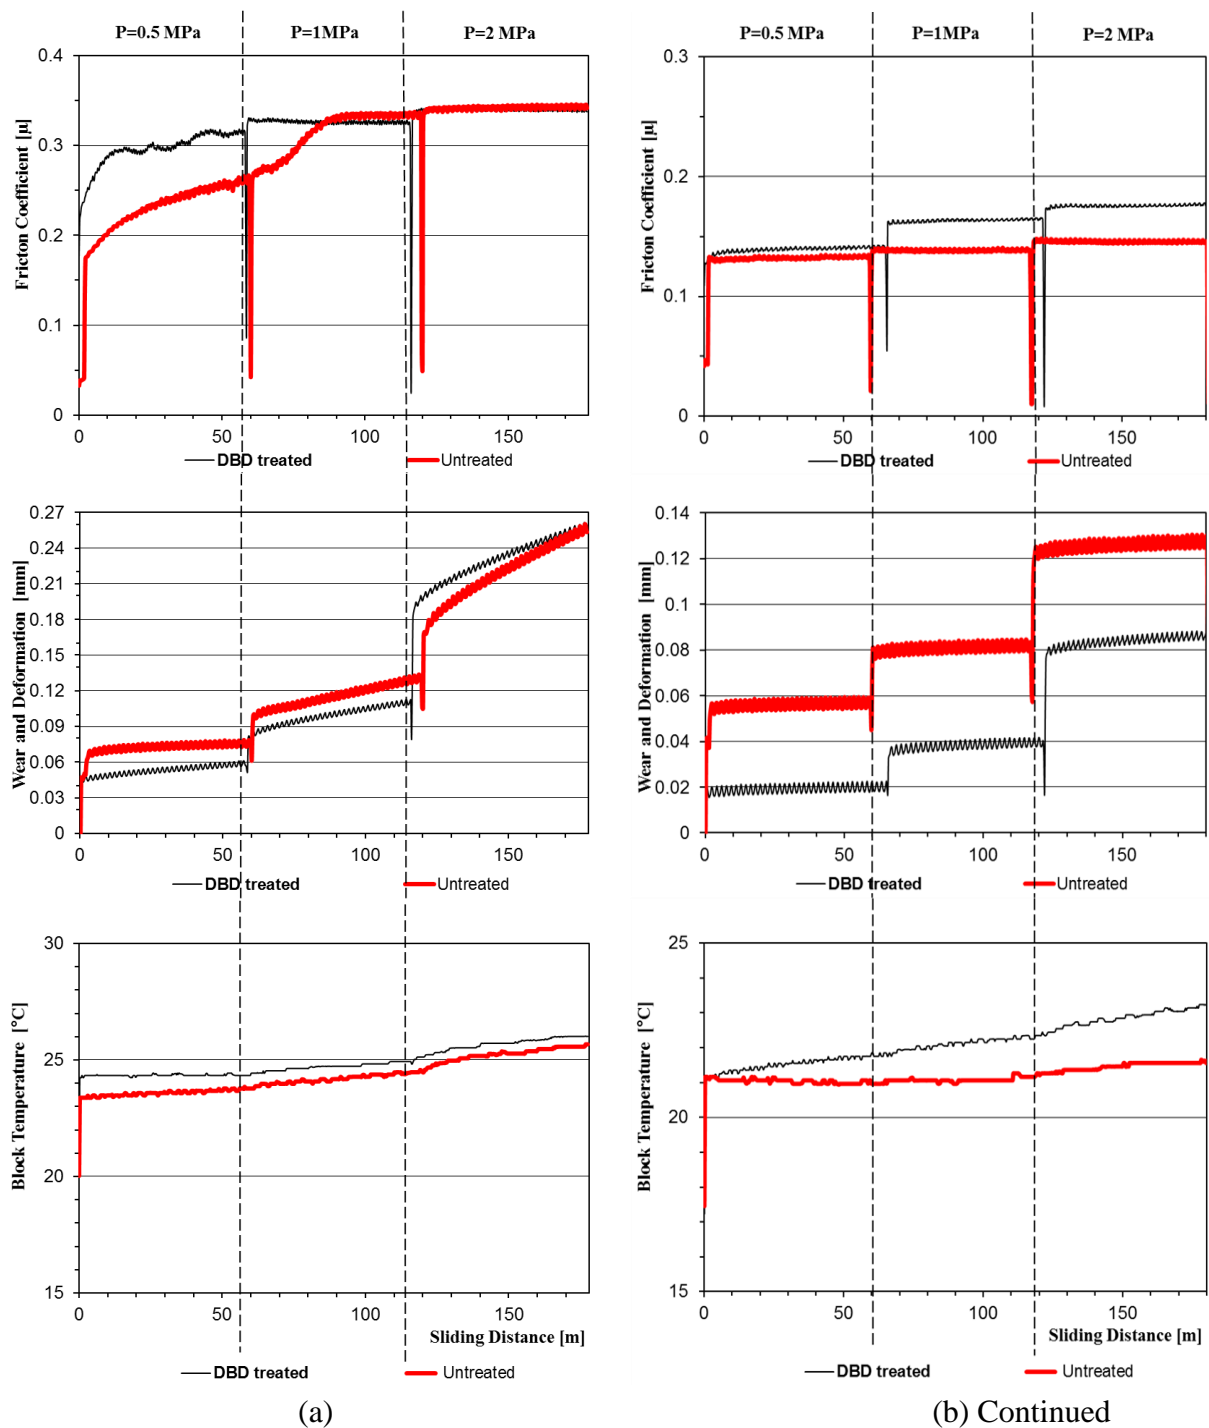 P=0.5 MPa P=1MPa P=2 MPa
Fricton Coefficient [µ]
0.4
0.3
0.2
0.1
0
0 50 100 150
DBD treated Untreated
Wear and Deformation [mm]
0.27
0.24
0.21
0.18
0.15
0.12
0.09
0.06
0.03
0
0 50 100 150
DBD treated Untreated
Block Temperature [°C]
30
25
20
15
0 50 100 150
Sliding Distance [m]
DBD treated Untreated
(a)
P=0.5 MPa P=1MPa P=2 MPa
Fricton Coefficient [µ]
0.3
0.2
0.1
0
0 50 100 150
DBD treated Untreated
Wear and Deformation [mm]
0.14
0.12
0.1
0.08
0.06
0.04
0.02
0
0 50 100 150
DBD treated Untreated
Block Temperature [°C]
25
20
15
0 50 100 150
Sliding Distance [m]
DBD treated Untreated
(b) Continued